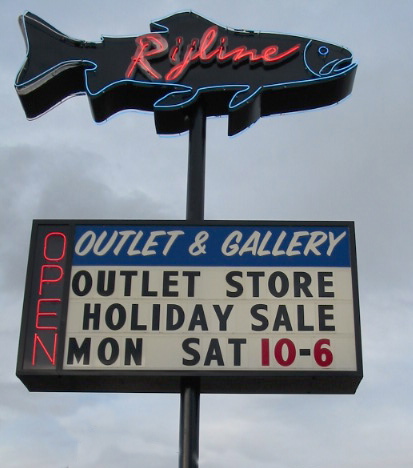 Rijline
OUTLET & GALLERY
OPEN
OUTLET STORE
HOLIDAY SALE
MON SAT 10-6